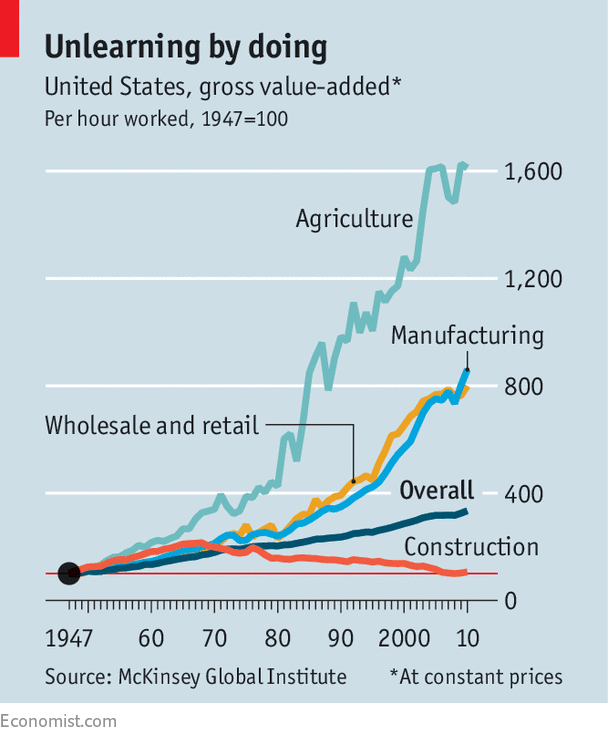 Unlearning by doing
United States, gross value-added*
Per hour worked, 1947=100
1,600
Agriculture
1,200
Manufacturing
800
Wholesale and retail
Overall
400
Construction
0
1947 60 70 80 90 2000 10
Source: McKinsey Global Institute *At constant prices
Economist.com